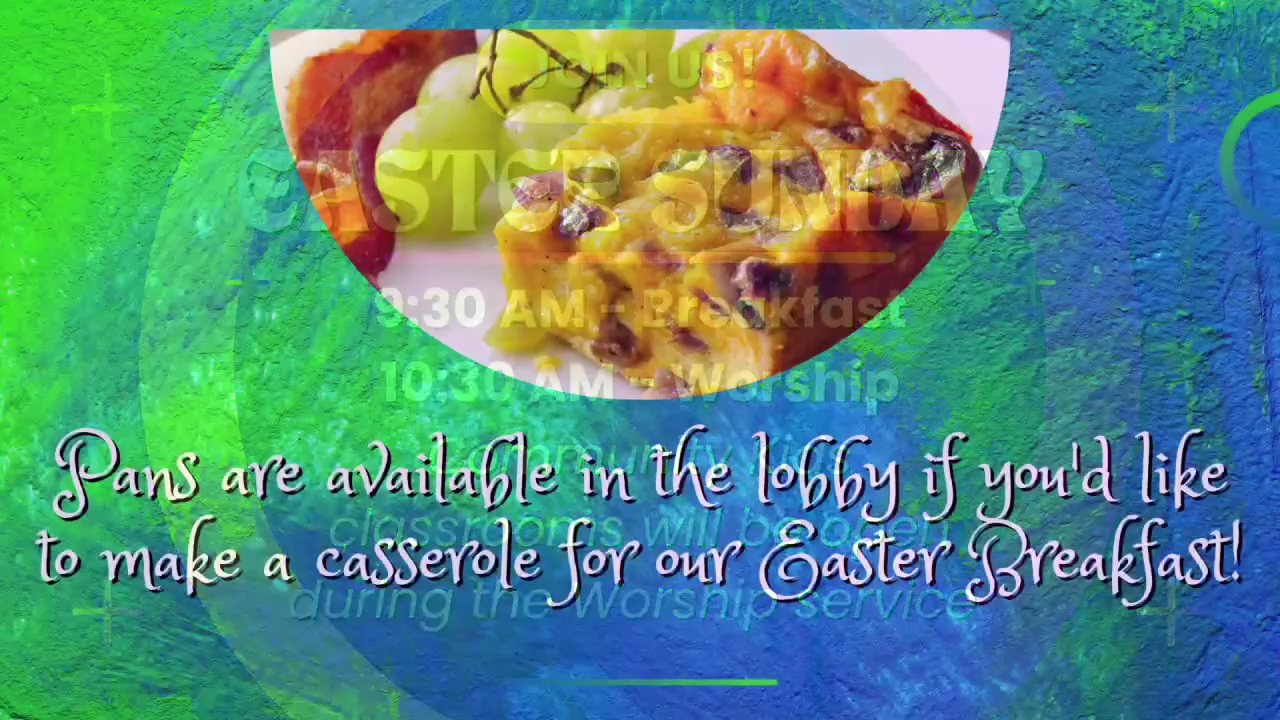 JOIN US!
EASTER SUNDAY
9:30 AM - Breakfast
10:30 AM - Worship
Pans are available in the lobby if you'd like
to make a casserole for our Easter Breakfast!
Community
classrooms will be open
during the Worship service